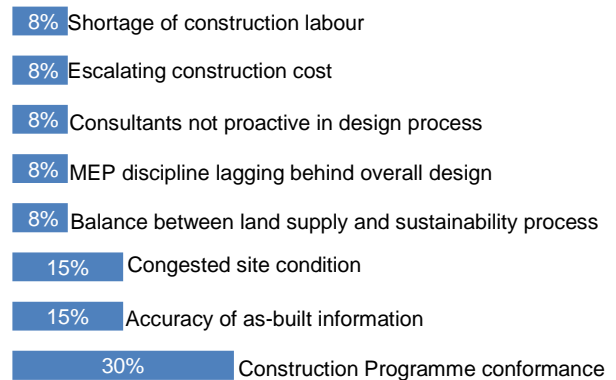 8% Shortage of construction labour
8% Escalating construction cost
8% Consultants not proactive in design process
8% MEP discipline lagging behind overall design
8% Balance between land supply and sustainability process
15% Congested site condition
15% Accuracy of as-built information
30% Construction Programme conformance